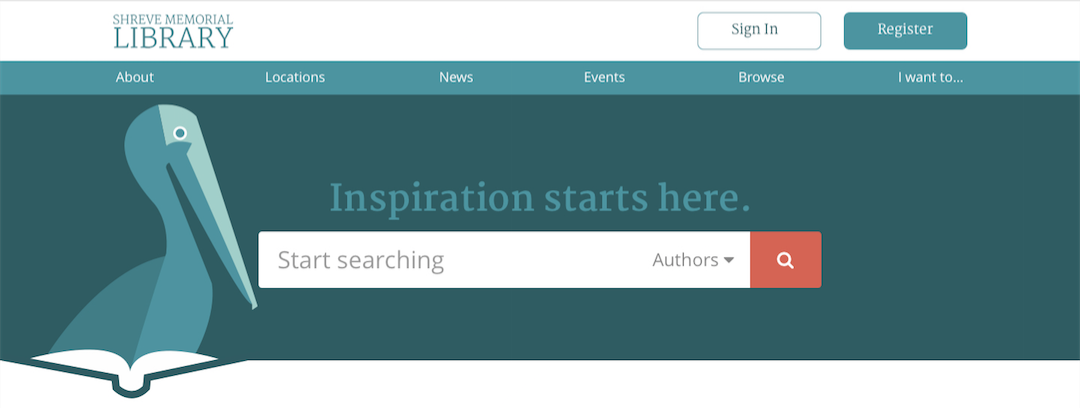 SHREVE MEMORIAL
LIBRARY
Sign In
Register
About
Locations
News
Events
Browse
I want to...
Inspiration starts here.
Start searching
Authors